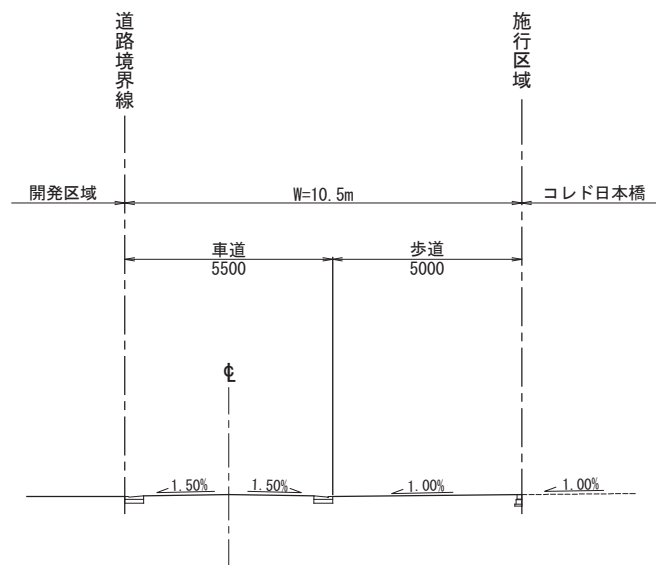 道路境界線
施行区域
開発区域
W=10.5m
コレド日本橋
車道
5500
歩道
5000
℄
1.50%
1.50%
1.00%
1.00%